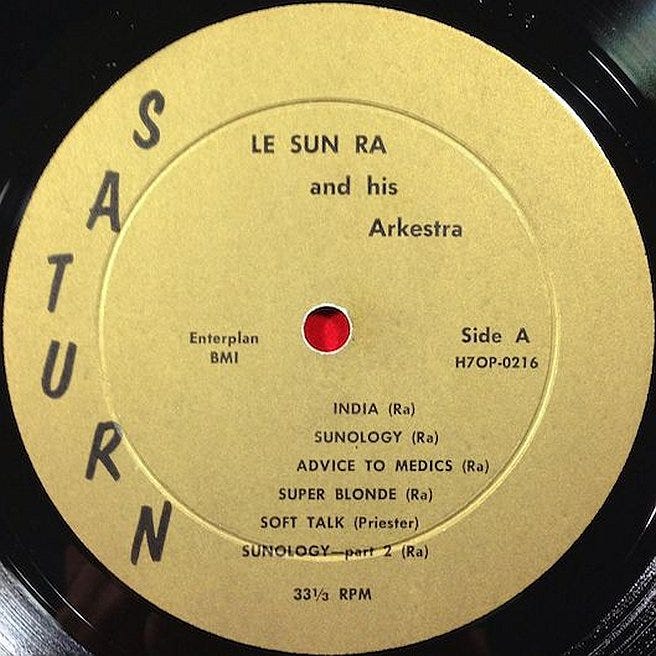 SATURN
LE SUN RA
and his
Arkestra
Enterplan
BMI
Side A
H7OP-0216
INDIA (Ra)
SUNOLOGY (Ra)
ADVICE TO MEDICS (Ra)
SUPER BLONDE (Ra)
SOFT TALK (Priester)
SUNOLOGY—part 2 (Ra)
33⅓ RPM